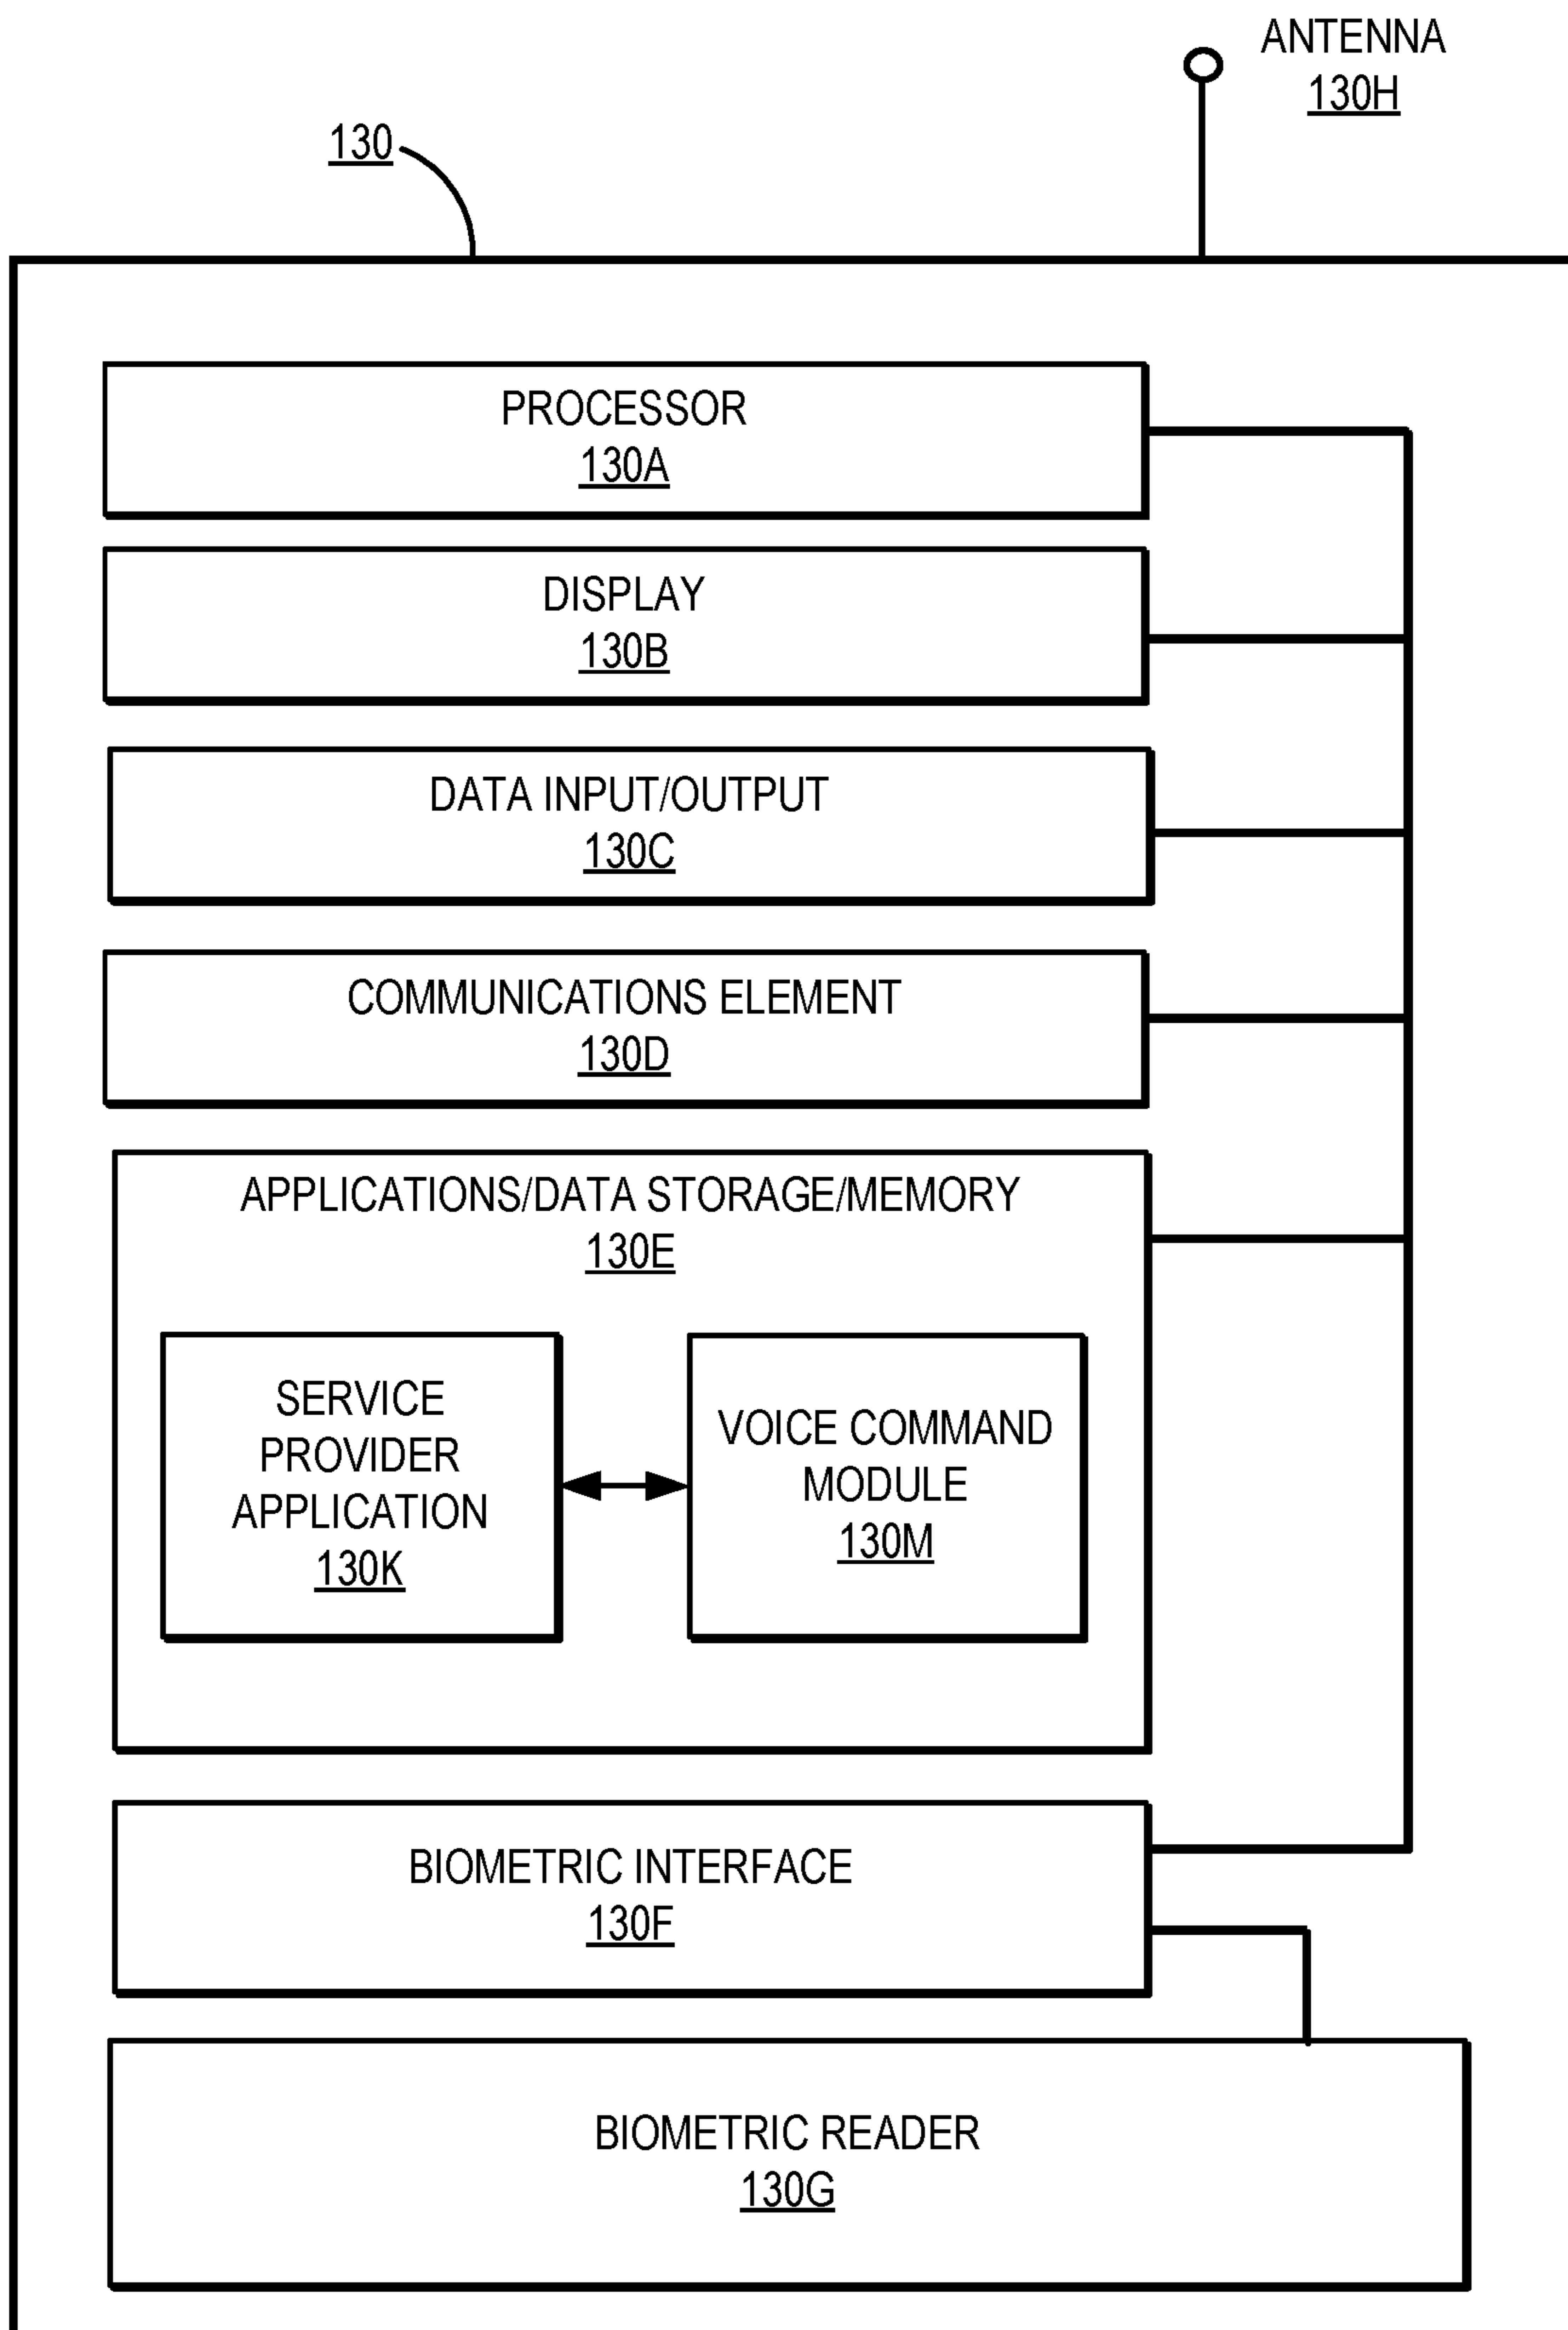 ANTENNA
130H
130
PROCESSOR
130A
DISPLAY
130B
DATA INPUT/OUTPUT
130C
COMMUNICATIONS ELEMENT
130D
APPLICATIONS/DATA STORAGE/MEMORY
130E
SERVICE
PROVIDER
APPLICATION
130K
VOICE COMMAND
MODULE
130M
BIOMETRIC INTERFACE
130F
BIOMETRIC READER
130G